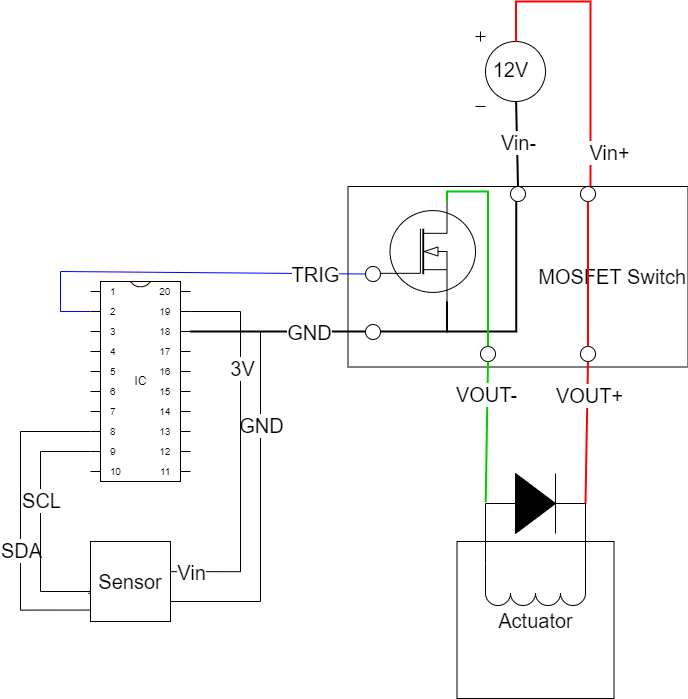 +
12V
−
Vin-
Vin+
TRIG
MOSFET Switch
1 20
2 19
3 18
GND
4 17
3V
5 16
IC
6 15
7 14
VOUT-
VOUT+
8 13
GND
9 12
10 11
SCL
SDA
Vin
Sensor
Actuator